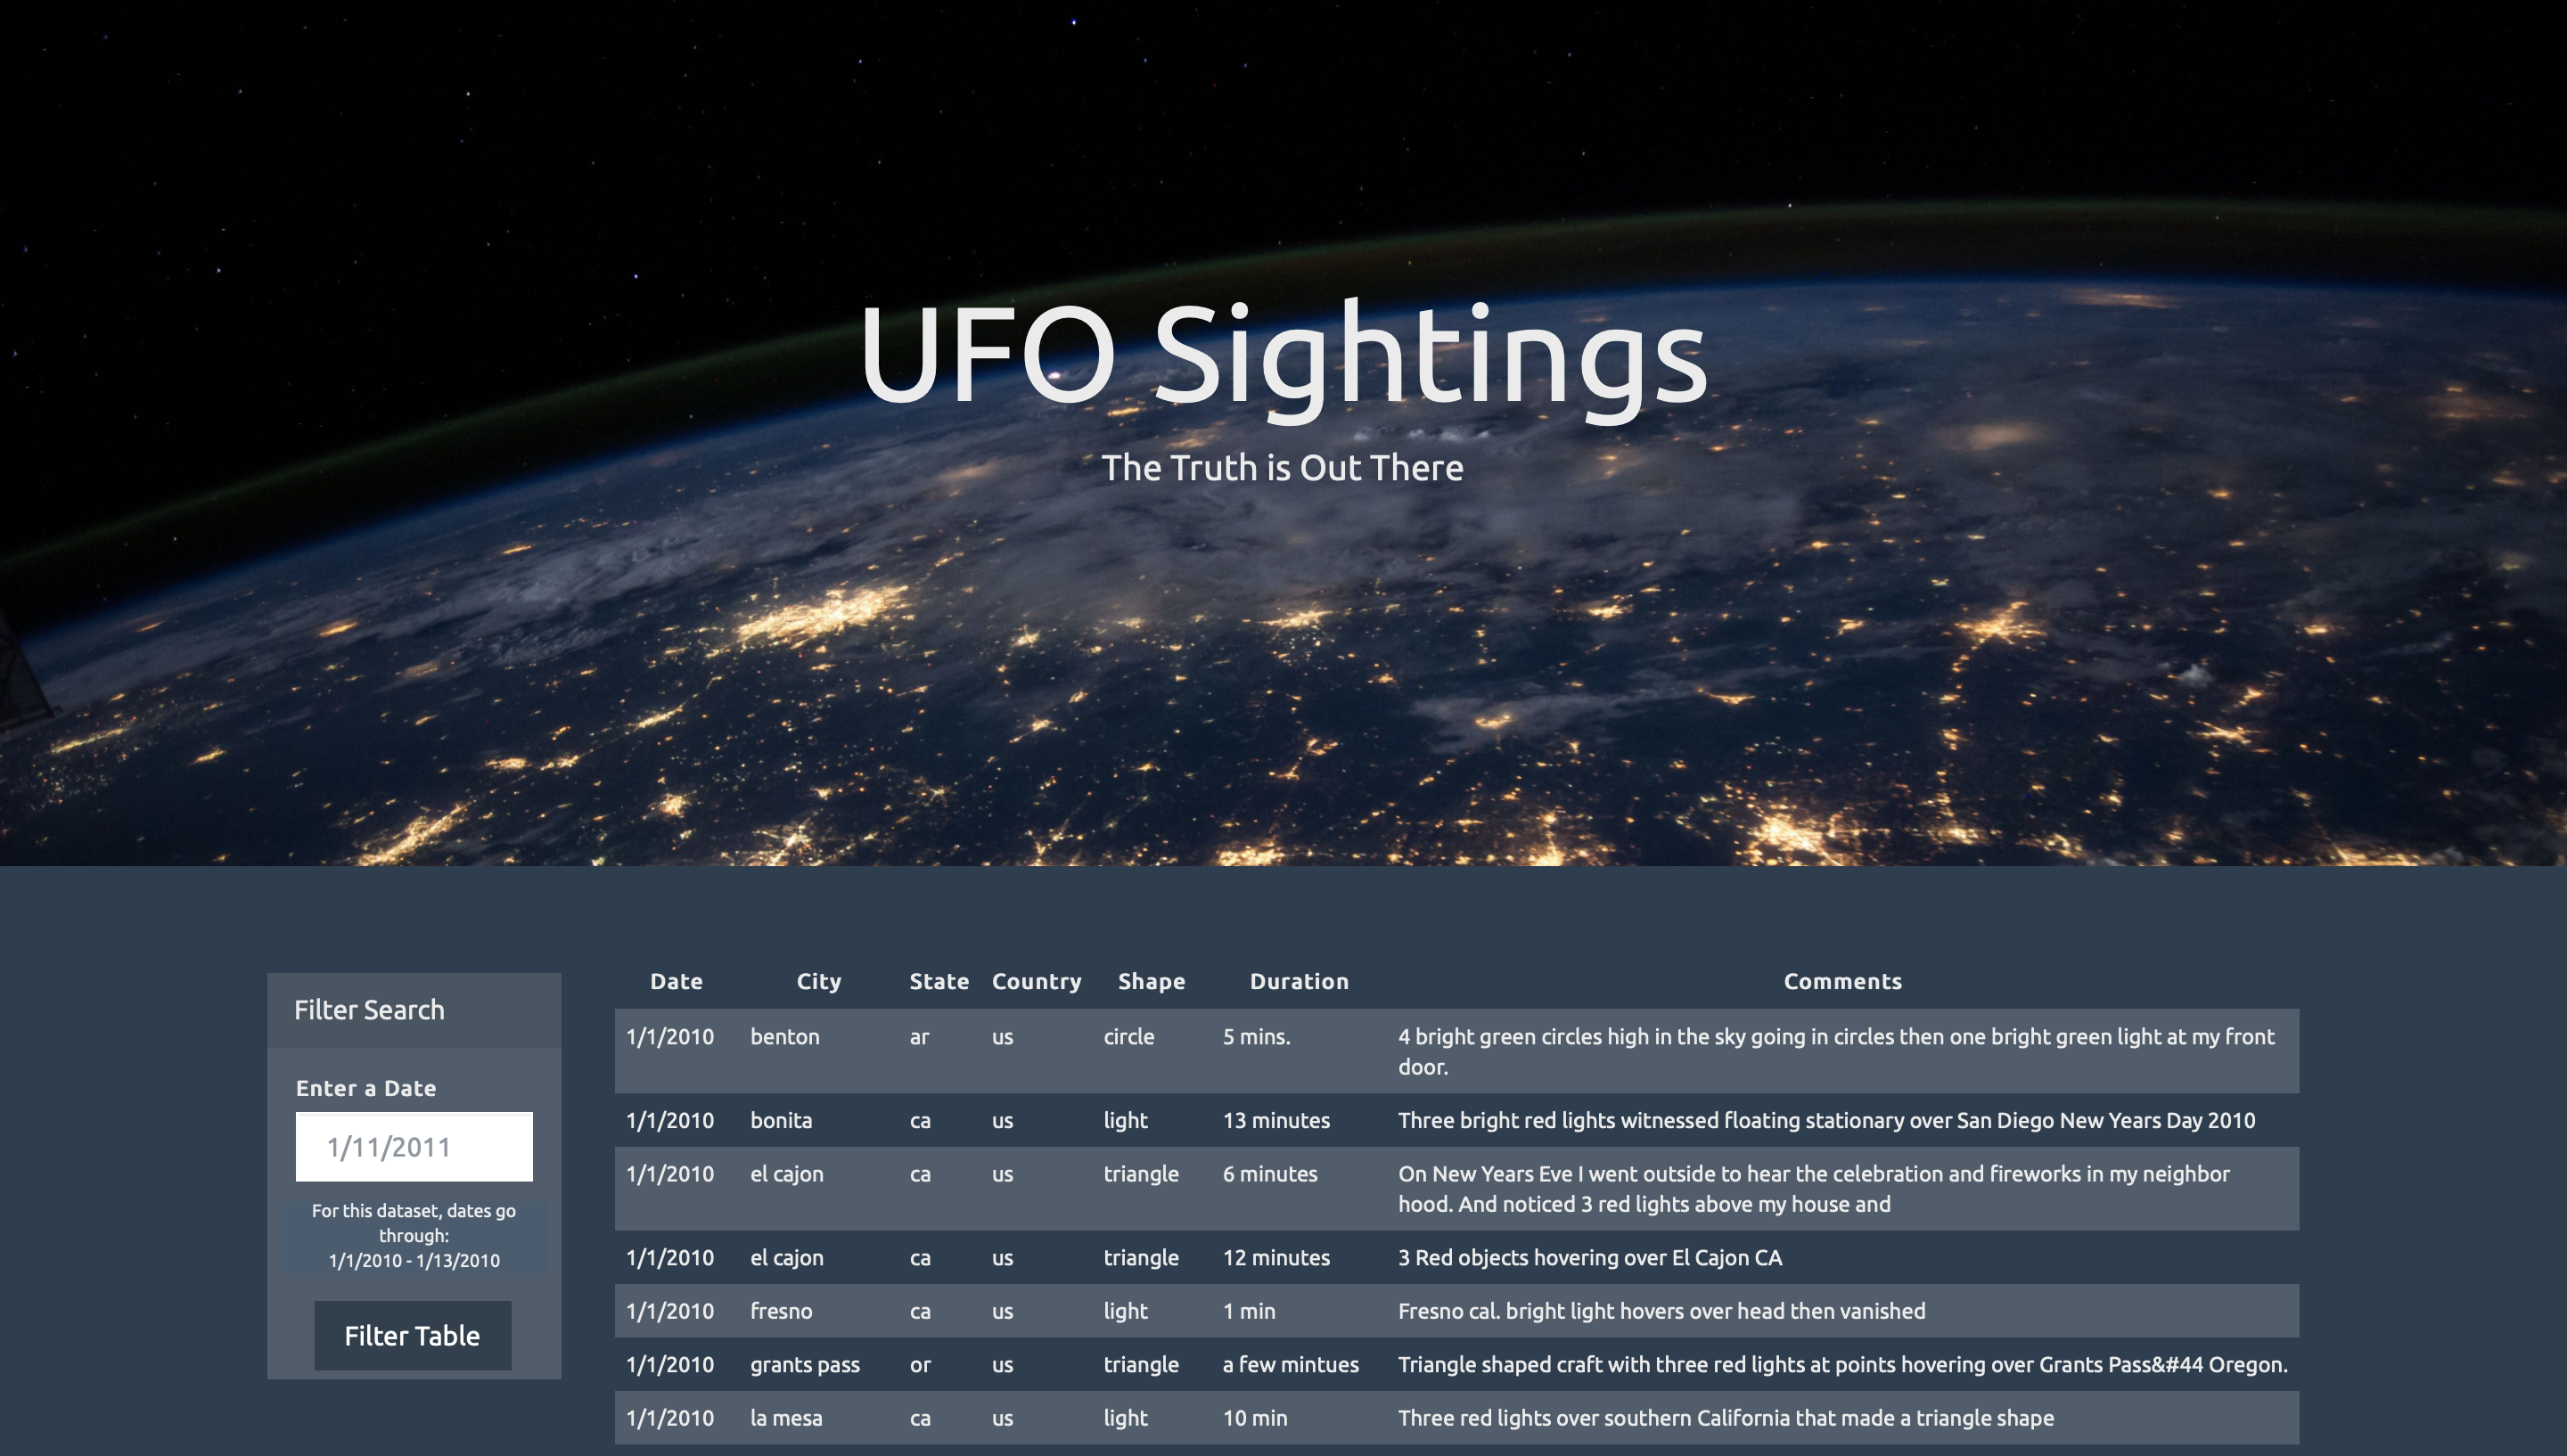 UFO Sightings
The Truth is Out There
Filter Search
Enter a Date
1/11/2011
For this dataset, dates go
through:
1/1/2010 - 1/13/2010
Filter Table
Date City State Country Shape Duration Comments
1/1/2010 benton ar us circle 5 mins. 4 bright green circles high in the sky going in circles then one bright green light at my front
door.
1/1/2010 bonita ca us light 13 minutes Three bright red lights witnessed floating stationary over San Diego New Years Day 2010
1/1/2010 el cajon ca us triangle 6 minutes On New Years Eve I went outside to hear the celebration and fireworks in my neighbor
hood. And noticed 3 red lights above my house and
1/1/2010 el cajon ca us triangle 12 minutes 3 Red objects hovering over El Cajon CA
1/1/2010 fresno ca us light 1 min Fresno cal. bright light hovers over head then vanished
1/1/2010 grants pass or us triangle a few mintues Triangle shaped craft with three red lights at points hovering over Grants Pass&#44 Oregon.
1/1/2010 la mesa ca us light 10 min Three red lights over southern California that made a triangle shape